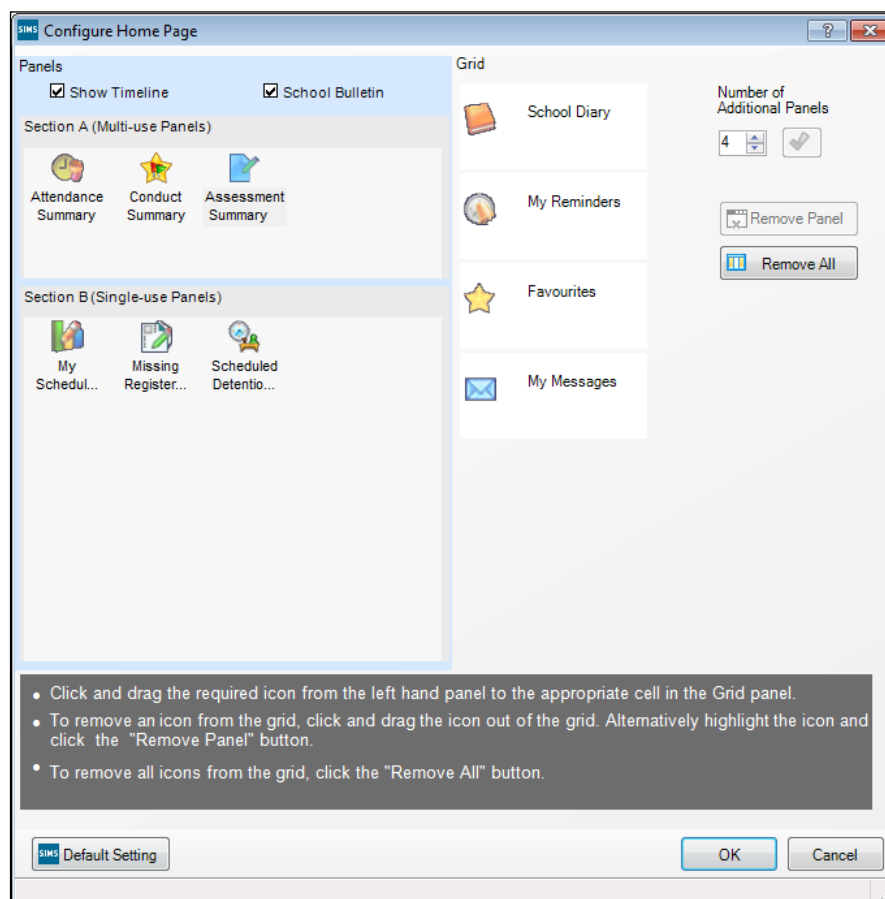 SIMS Configure Home Page
Panels
Show Timeline
School Bulletin
Section A (Multi-use Panels)
Attendance
Summary
Conduct
Summary
Assessment
Summary
Section B (Single-use Panels)
My
Schedul...
Missing
Register...
Scheduled
Detentio...
Grid
School Diary
My Reminders
Favourites
My Messages
Number of
Additional Panels
4
Remove Panel
Remove All
• Click and drag the required icon from the left hand panel to the appropriate cell in the Grid panel.
• To remove an icon from the grid, click and drag the icon out of the grid. Alternatively highlight the icon and
click the "Remove Panel" button.
• To remove all icons from the grid, click the "Remove All" button.
SIMS Default Setting
OK
Cancel